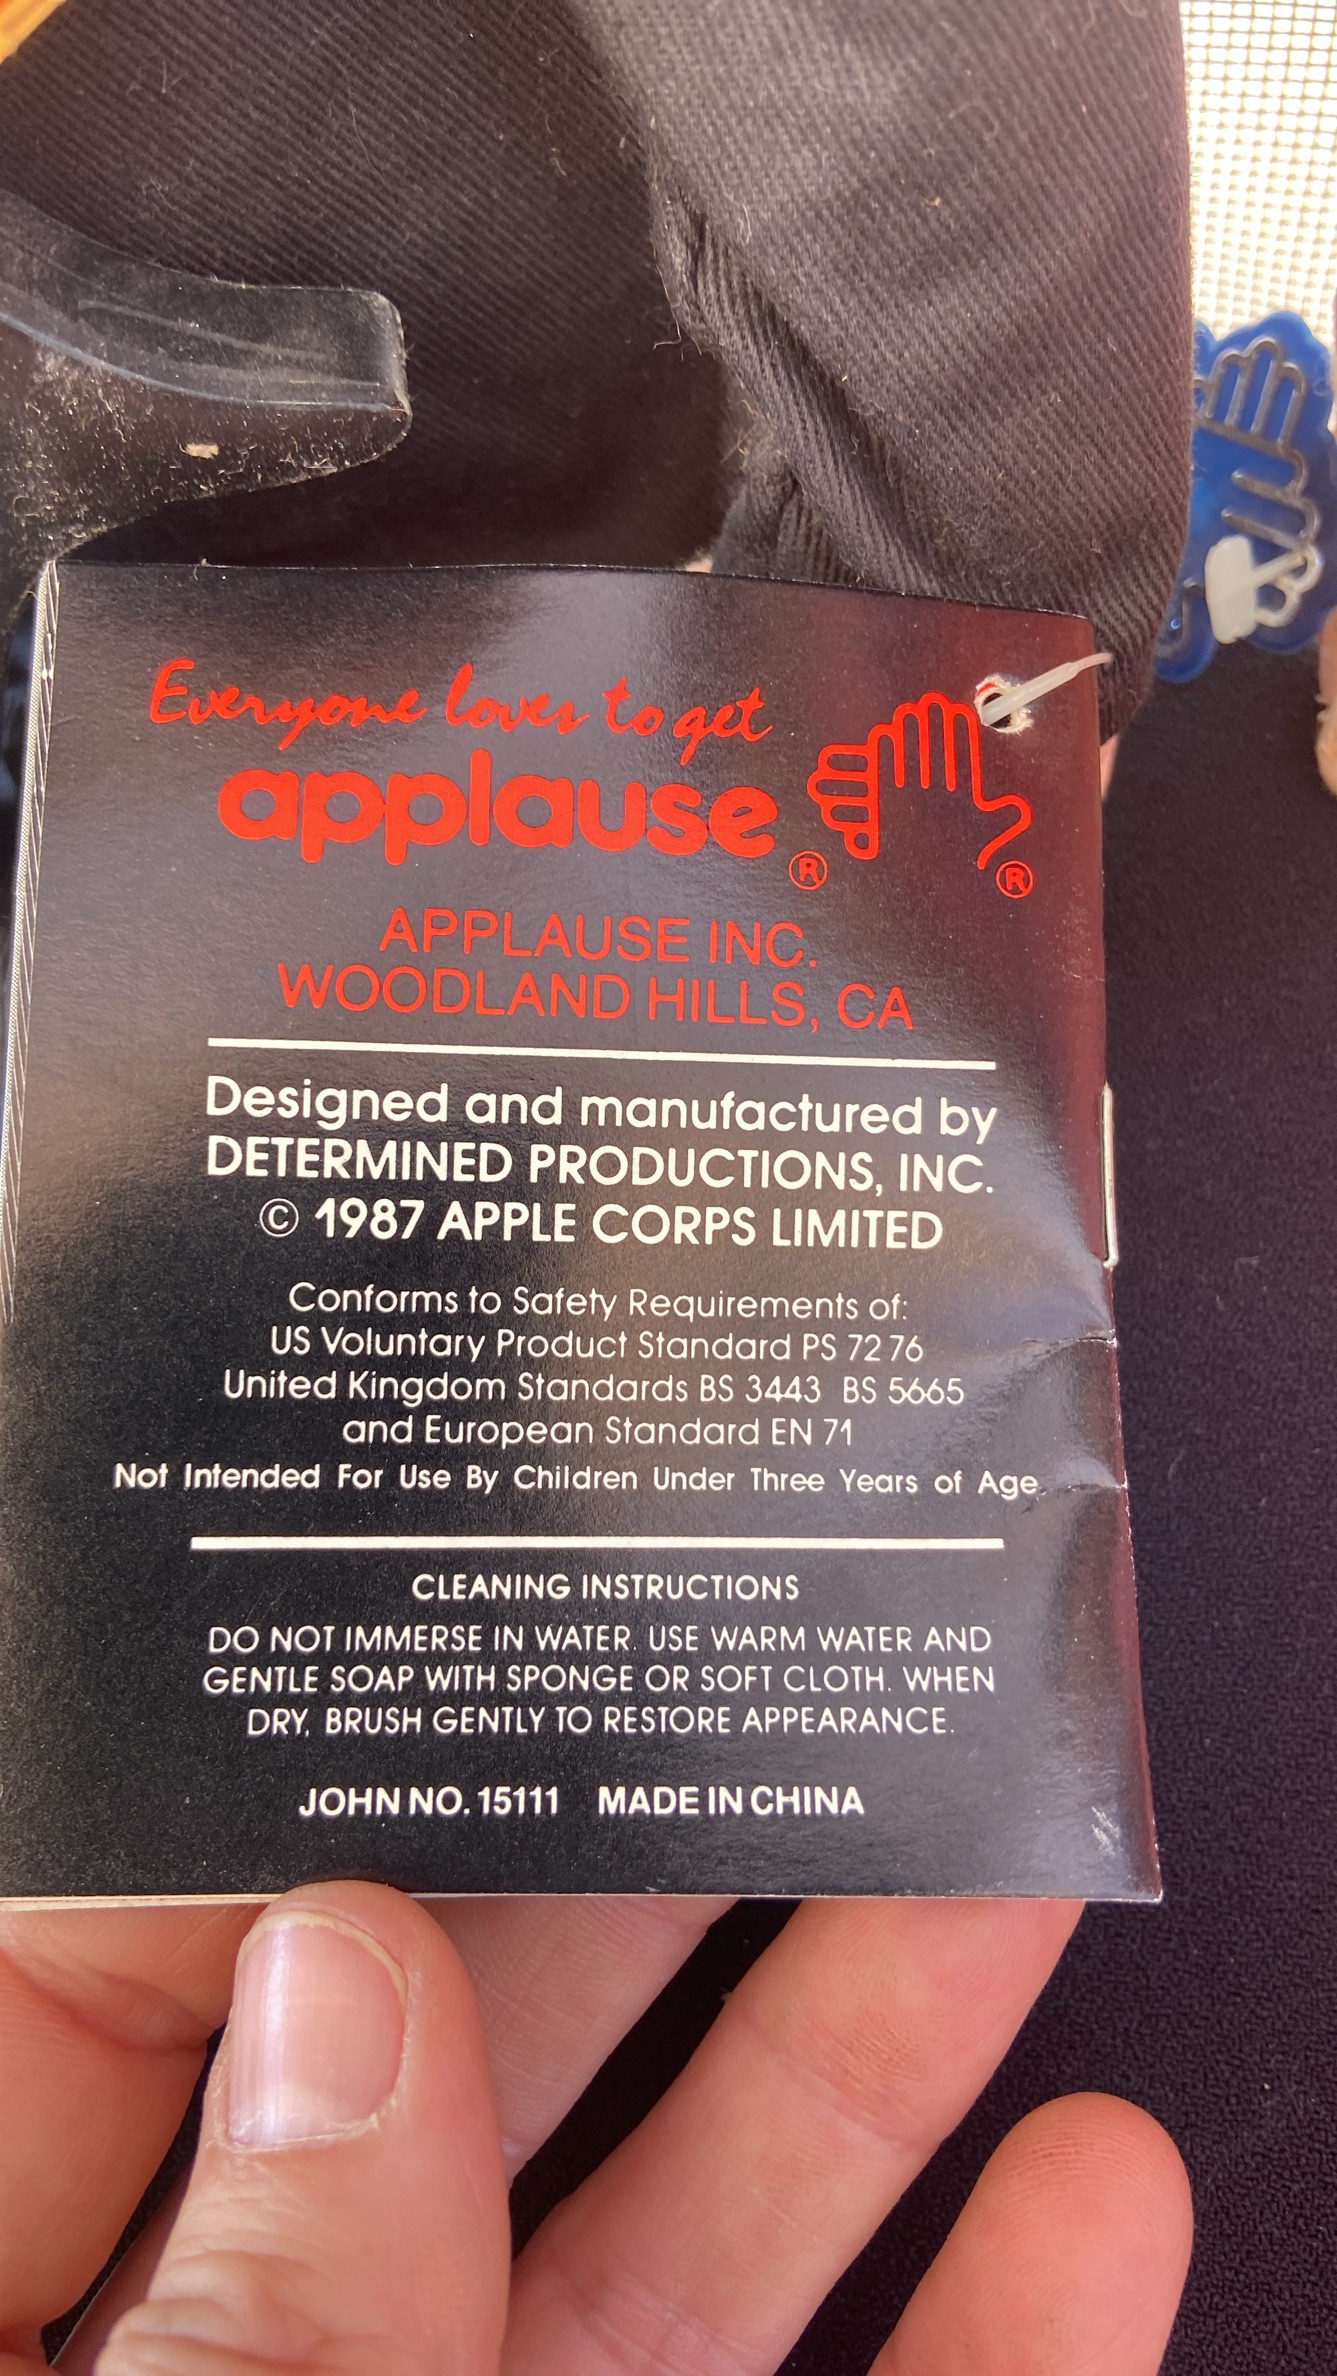 Everyone loves to get
applause ® ®
APPLAUSE INC.
WOODLAND HILLS, CA
Designed and manufactured by
DETERMINED PRODUCTIONS, INC.
© 1987 APPLE CORPS LIMITED
Conforms to Safety Requirements of:
US Voluntary Product Standard PS 72 76
United Kingdom Standards BS 3443 BS 5665
and European Standard EN 71
Not Intended For Use By Children Under Three Years of Age.
CLEANING INSTRUCTIONS
DO NOT IMMERSE IN WATER. USE WARM WATER AND
GENTLE SOAP WITH SPONGE OR SOFT CLOTH. WHEN
DRY, BRUSH GENTLY TO RESTORE APPEARANCE.
JOHN NO. 15111 MADE IN CHINA